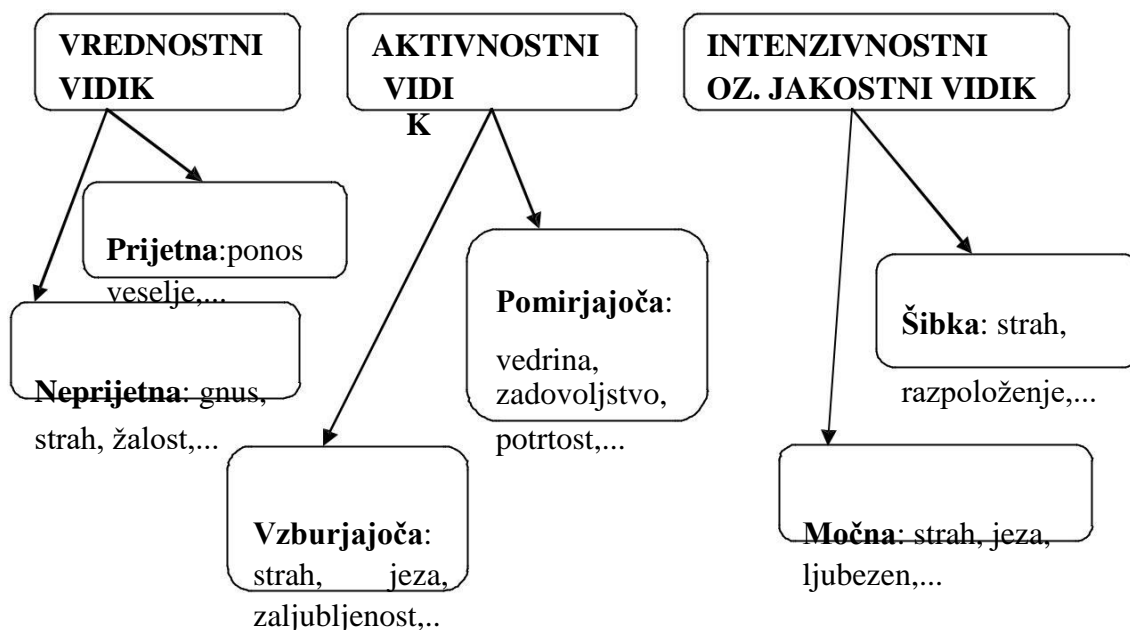 VREDNOSTNI
VIDIK
AKTIVNOSTNI
VIDI
K
INTENZIVNOSTNI
OZ. JAKOSTNI VIDIK
Prijetna:ponos
veselje,...
Neprijetna: gnus,
strah, žalost,...
Pomirjajoča:
vedrina,
zadovoljstvo,
potrtost,...
Vzburjajoča:
strah, jeza,
zaljubljenost,..
Šibka: strah,
razpoloženje,...
Močna: strah, jeza,
ljubezen,...